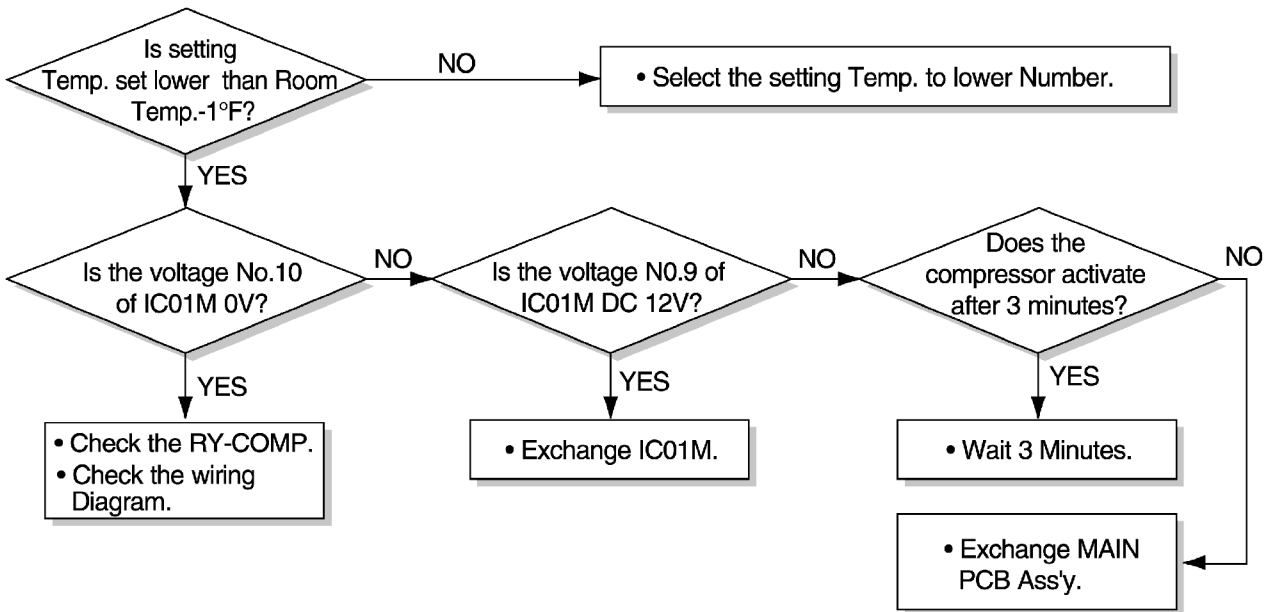 Is setting
Temp. set lower than Room
Temp.-1°F?
NO
• Select the setting Temp. to lower Number.
YES
Is the voltage No.10
of IC01M 0V?
NO
Is the voltage N0.9 of
IC01M DC 12V?
NO
Does the
compressor activate
after 3 minutes?
NO
YES
• Check the RY-COMP.
• Check the wiring
Diagram.
YES
• Exchange IC01M.
YES
• Wait 3 Minutes.
• Exchange MAIN
PCB Ass'y.